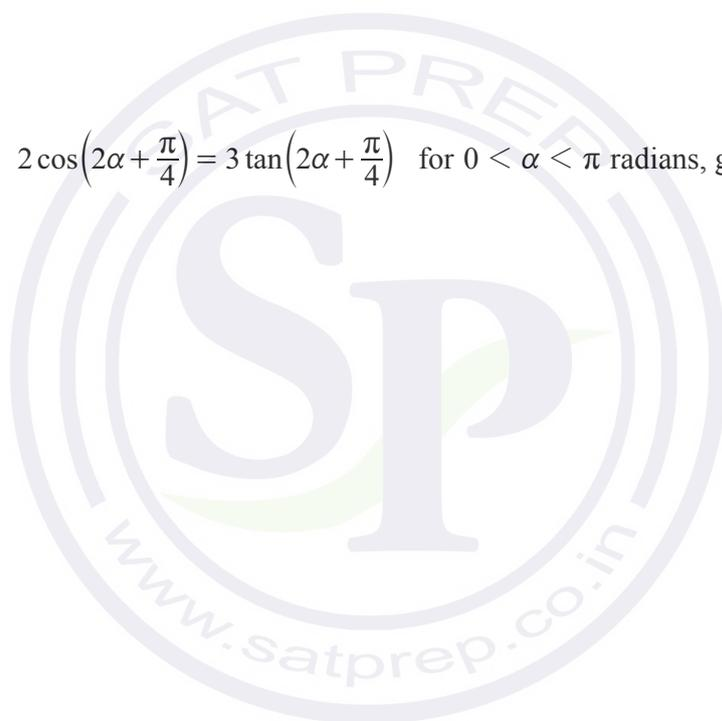 2 cos(2α + π/4) = 3 tan(2α + π/4) for 0 < α < π radians, g
SAT PREP
SP
www.satprep.co.in